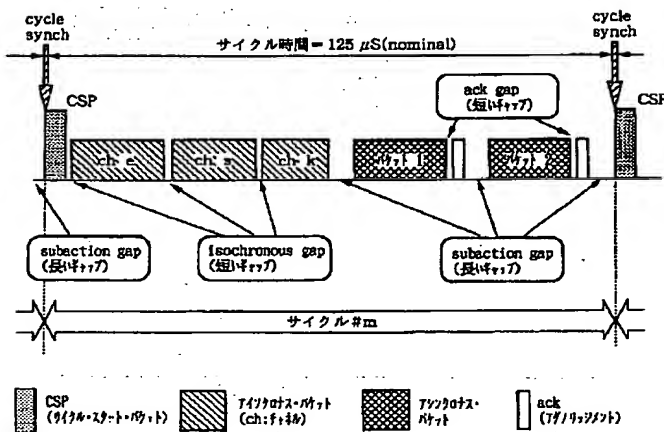 cycle
synch
サイクル時間=125 μS(nominal)
cycle
synch
CSP
CSP
ack gap
(短いギャップ)
ch: e
ch: s
ch: k
パケット
パケット
subaction gap
(長いギャップ)
isochronous gap
(短いギャップ)
subaction gap
(長いギャップ)
サイクル#m
CSP
(サイクル・スタート・パケット)
アイソクロナス・パケット
(ch:チャネル)
アシンクロナス・
パケット
ack
(アクノリッジメント)